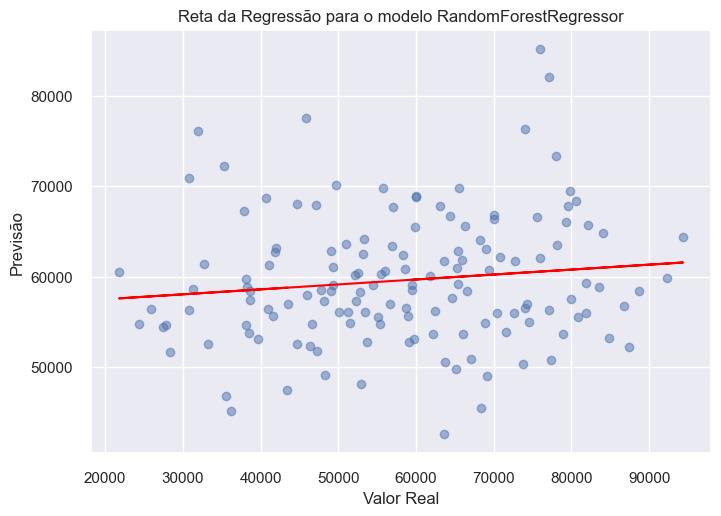 Reta da Regressão para o modelo RandomForestRegressor
Previsão
80000
70000
60000
50000
20000 30000 40000 50000 60000 70000 80000 90000
Valor Real